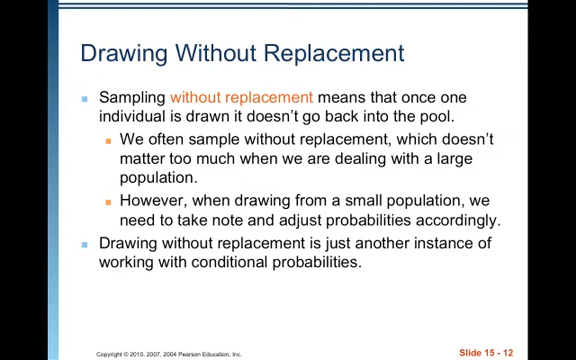 Drawing Without Replacement
Sampling without replacement means that once one
individual is drawn it doesn't go back into the pool.
We often sample without replacement, which doesn't
matter too much when we are dealing with a large
population.
However, when drawing from a small population, we
need to take note and adjust probabilities accordingly.
Drawing without replacement is just another instance of
working with conditional probabilities.
Copyright © 2010, 2007, 2004 Pearson Education, Inc.
Slide 15 - 12